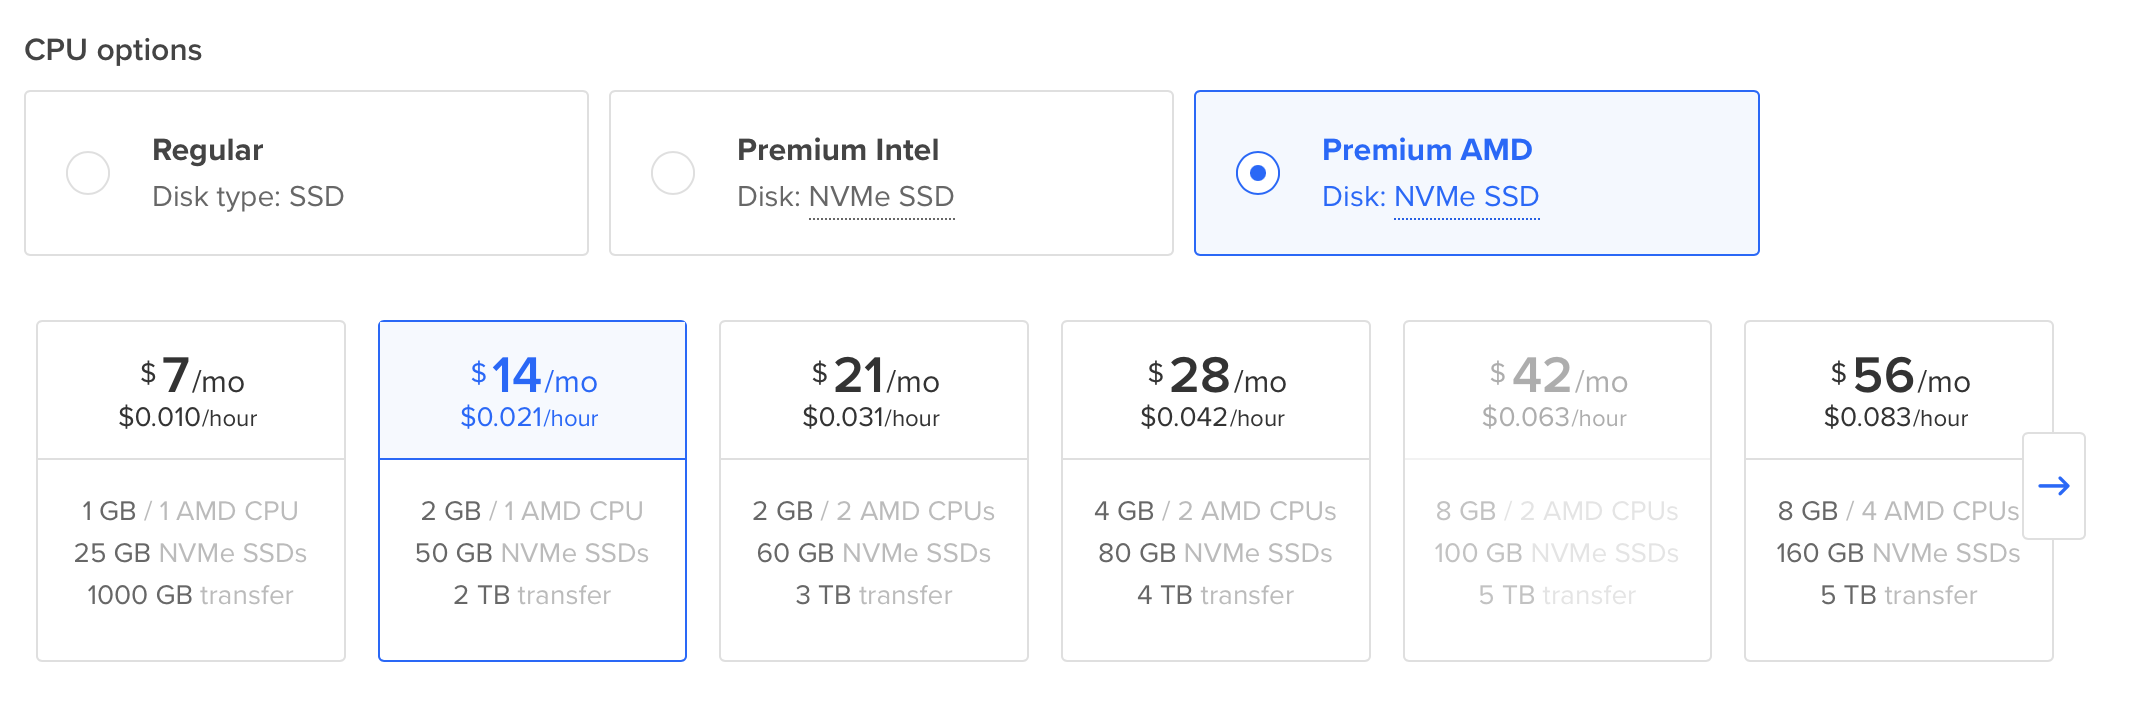 CPU options
Regular
Disk type: SSD
Premium Intel
Disk: NVMe SSD
Premium AMD
Disk: NVMe SSD
$7/mo
$0.010/hour
1 GB / 1 AMD CPU
25 GB NVMe SSDs
1000 GB transfer
$14/mo
$0.021/hour
2 GB / 1 AMD CPU
50 GB NVMe SSDs
2 TB transfer
$21/mo
$0.031/hour
2 GB / 2 AMD CPUs
60 GB NVMe SSDs
3 TB transfer
$28/mo
$0.042/hour
4 GB / 2 AMD CPUs
80 GB NVMe SSDs
4 TB transfer
$42/mo
$0.063/hour
8 GB / 2 AMD CPUs
100 GB NVMe SSDs
5 TB transfer
$56/mo
$0.083/hour
8 GB / 4 AMD CPUs
160 GB NVMe SSDs
5 TB transfer